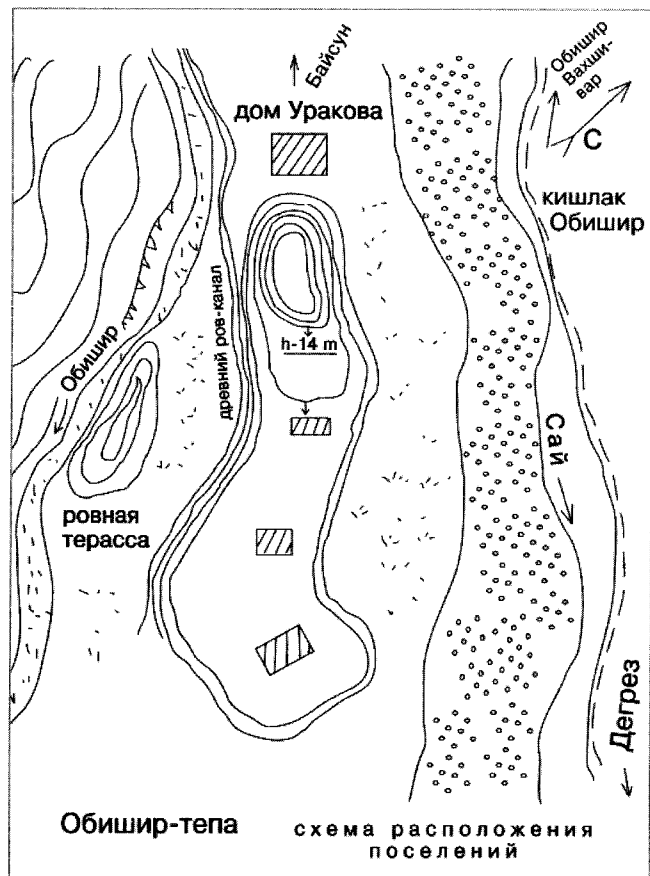 Байсун
дом Уракова
Обишир
Вахши-
вар
С
кишлак
Обишир
древний ров-канал
h-14 m
Обишир
ровная
терасса
Сай
Дегрез
Обишир-тепа
схема расположения
поселений